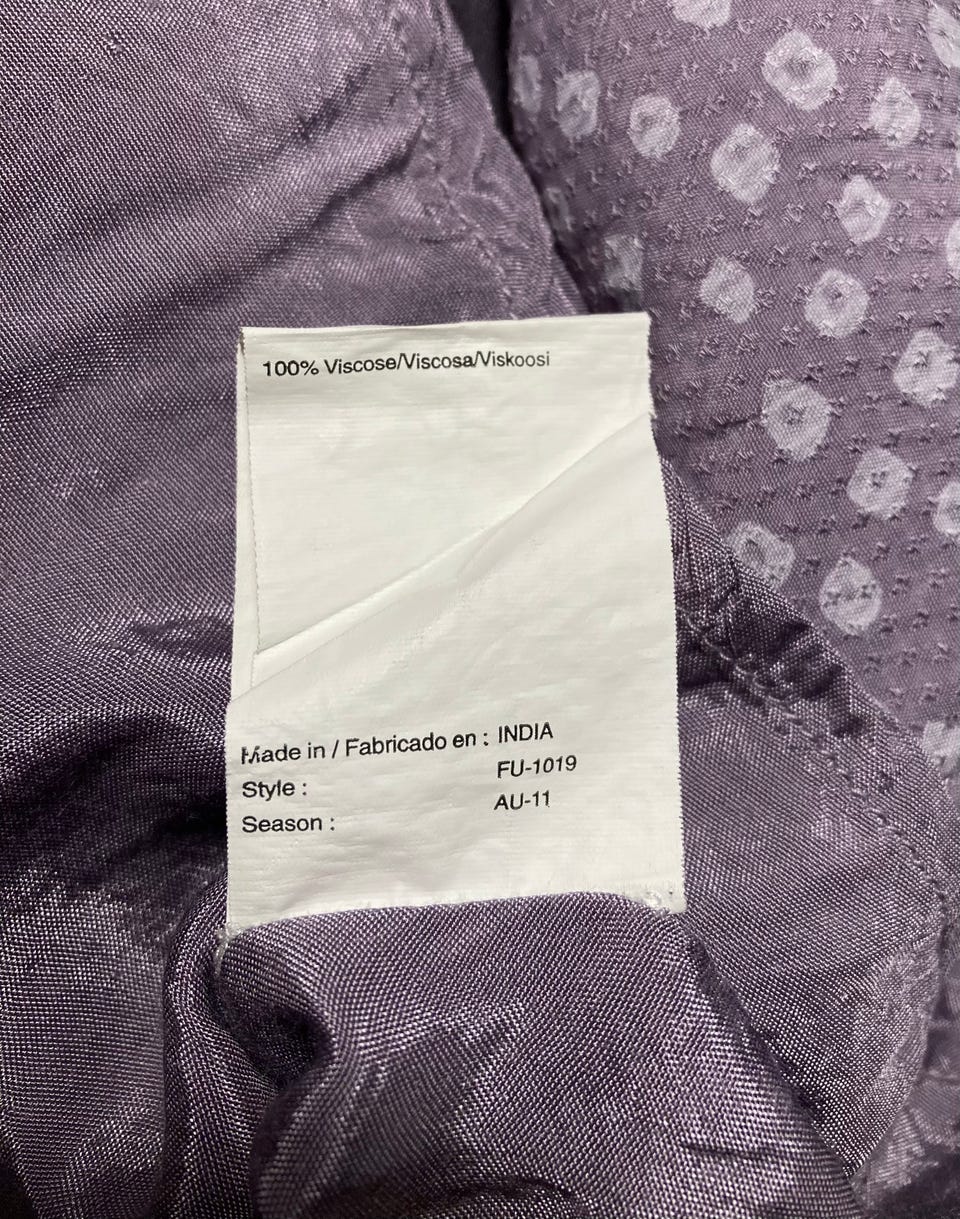 100% Viscose/Viscosa/Viskoosi
Made in / Fabricado en : INDIA
Style : FU-1019
Season : AU-11